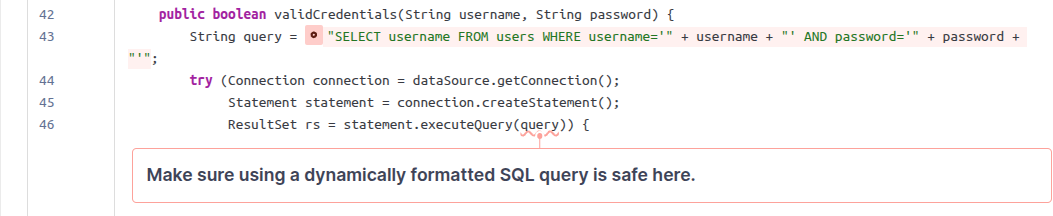 42 public boolean validCredentials(String username, String password) {
43 String query = "SELECT username FROM users WHERE username='" + username + "' AND password='" + password +
"'";
44 try (Connection connection = dataSource.getConnection();
45 Statement statement = connection.createStatement();
46 ResultSet rs = statement.executeQuery(query)) {
Make sure using a dynamically formatted SQL query is safe here.